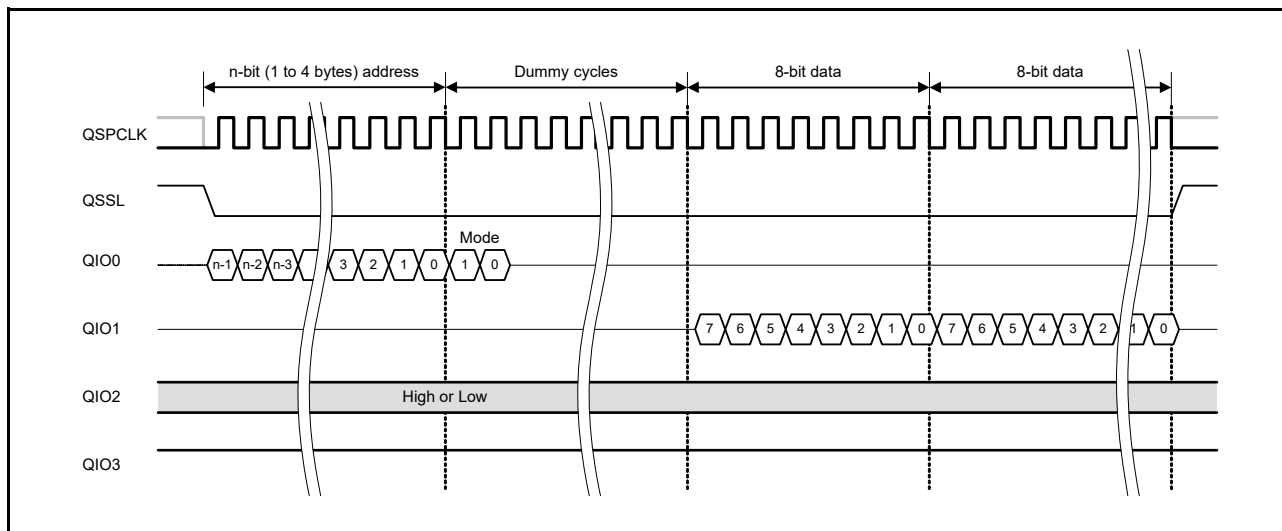 n-bit (1 to 4 bytes) address Dummy cycles 8-bit data 8-bit data
QSPCLK
QSSL
Mode
QIO0 n-1 n-2 n-3 3 2 1 0 1 0
QIO1 7 6 5 4 3 2 1 0 7 6 5 4 3 2 1 0
QIO2 High or Low
QIO3